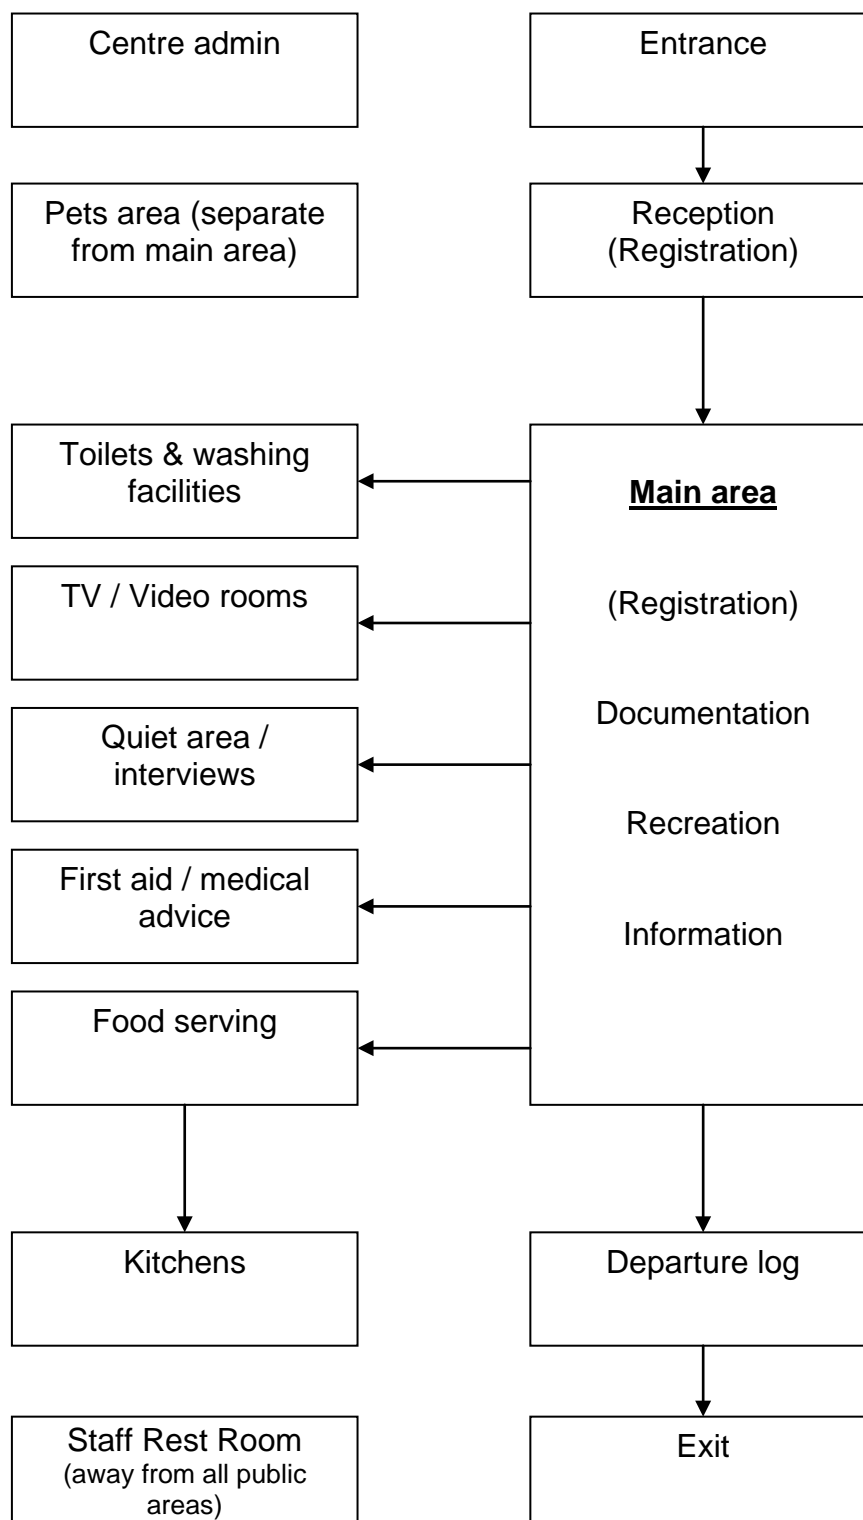 Centre admin
Entrance
Pets area (separate
from main area)
Reception
(Registration)
Toilets & washing
facilities
TV / Video rooms
Quiet area /
interviews
First aid / medical
advice
Food serving
Main area
(Registration)
Documentation
Recreation
Information
Kitchens
Departure log
Staff Rest Room
(away from all public
areas)
Exit